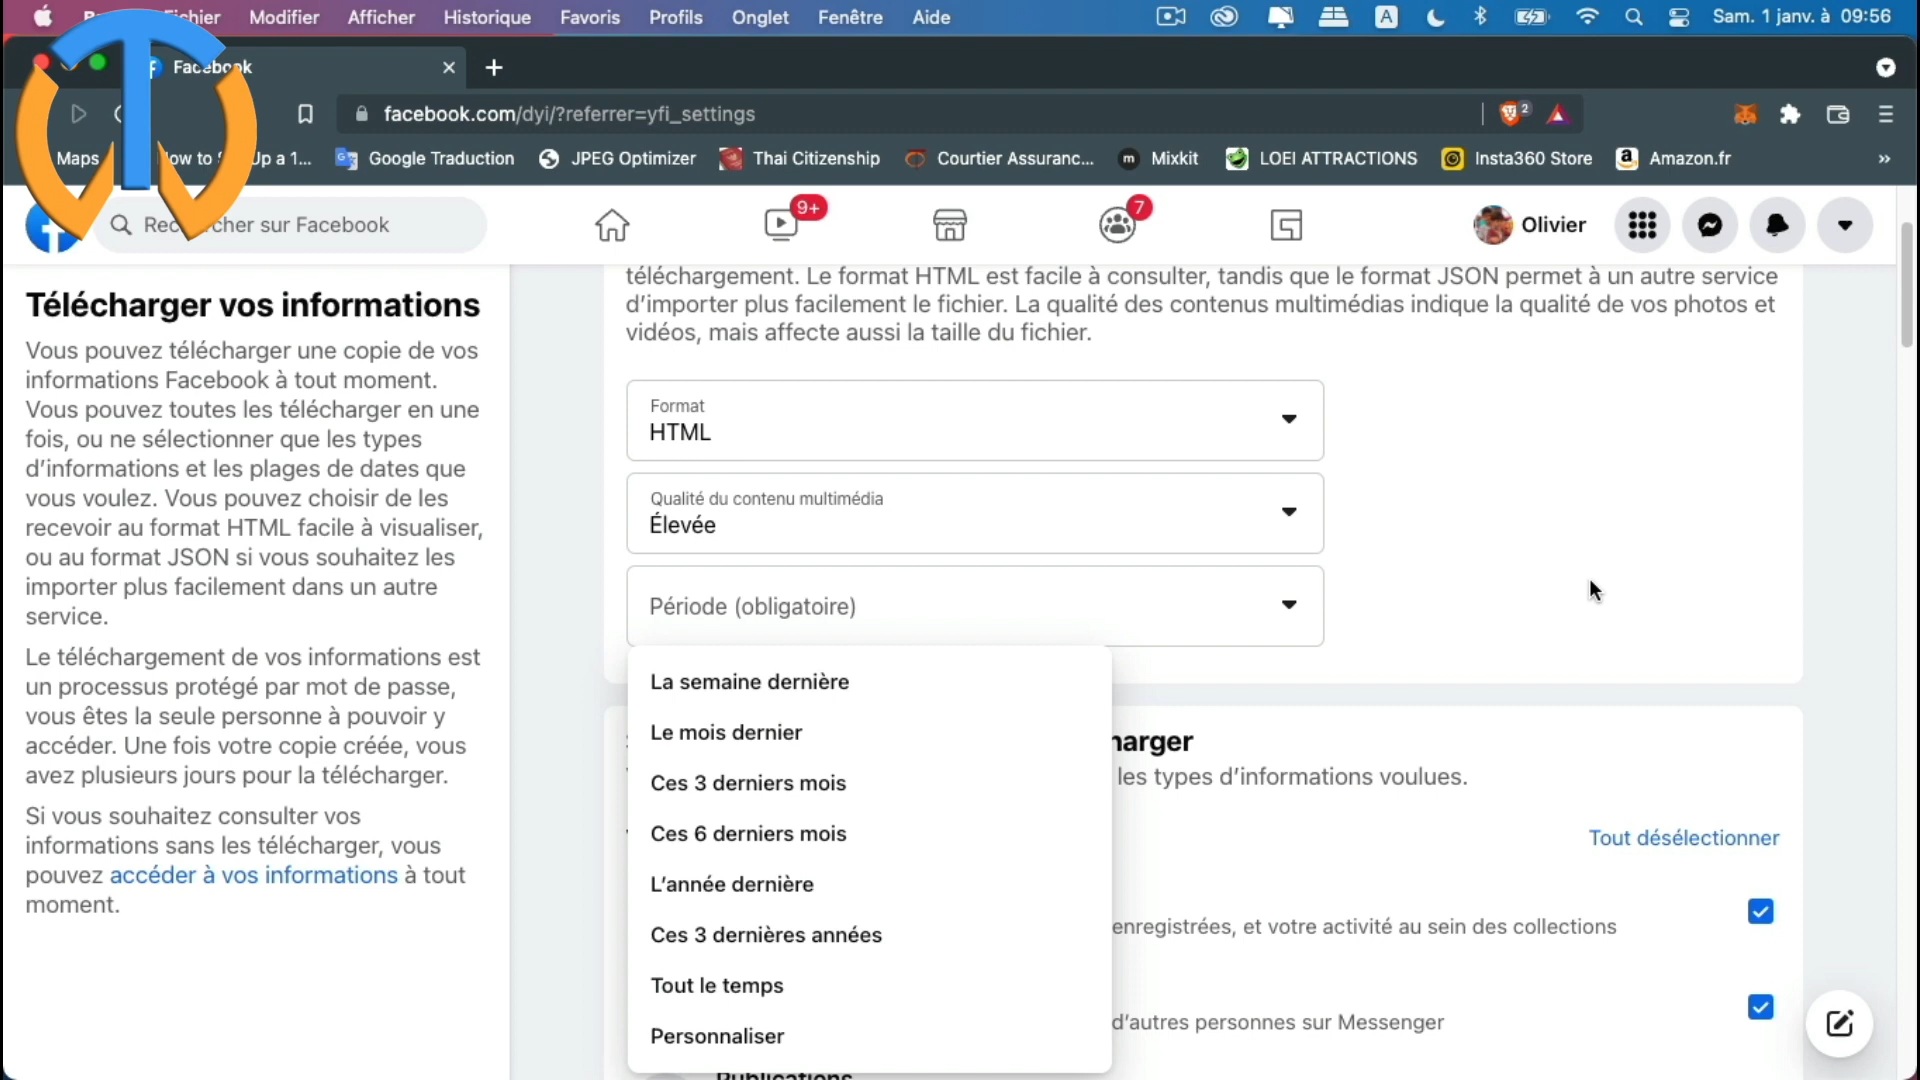 Modifier Afficher Historique Favoris Profils Onglet Fenêtre Aide A Sam. 1 janv. à 09:56
Facebook
facebook.com/dyi/?referrer=yfi_settings 2
Maps Google Traduction JPEG Optimizer Thai Citizenship Courtier Assuranc... m Mixkit LOEI ATTRACTIONS Insta360 Store Amazon.fr »
sur Facebook 9+ 7 Olivier
Télécharger vos informations
Vous pouvez télécharger une copie de vos
informations Facebook à tout moment.
Vous pouvez toutes les télécharger en une
fois, ou ne sélectionner que les types
d’informations et les plages de dates que
vous voulez. Vous pouvez choisir de les
recevoir au format HTML facile à visualiser,
ou au format JSON si vous souhaitez les
importer plus facilement dans un autre
service.
Le téléchargement de vos informations est
un processus protégé par mot de passe,
vous êtes la seule personne à pouvoir y
accéder. Une fois votre copie créée, vous
avez plusieurs jours pour la télécharger.
Si vous souhaitez consulter vos
informations sans les télécharger, vous
pouvez accéder à vos informations à tout
moment.
téléchargement. Le format HTML est facile à consulter, tandis que le format JSON permet à un autre service
d’importer plus facilement le fichier. La qualité des contenus multimédias indique la qualité de vos photos et
vidéos, mais affecte aussi la taille du fichier.
Format
HTML
Qualité du contenu multimédia
Élevée
Période (obligatoire)
La semaine dernière
Le mois dernier
Ces 3 derniers mois
Ces 6 derniers mois
L’année dernière
Ces 3 dernières années
Tout le temps
Personnaliser
harger
les types d’informations voulues.
Tout désélectionner
enregistrées, et votre activité au sein des collections
d’autres personnes sur Messenger
Publications